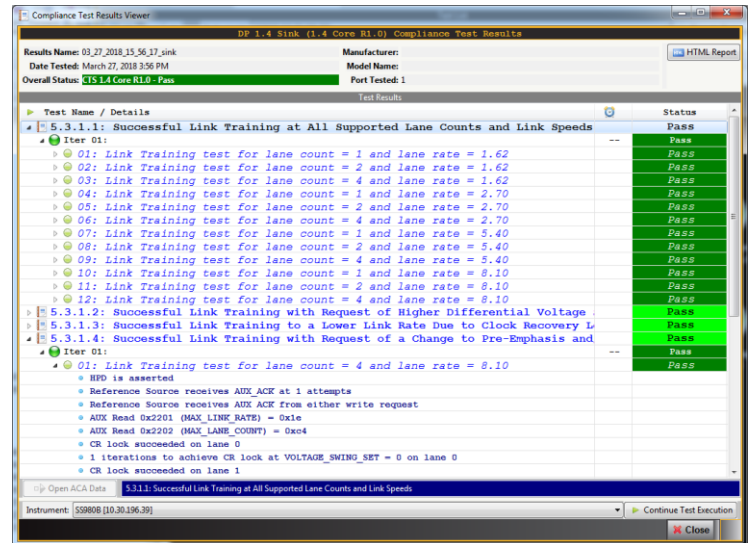 Compliance Test Results Viewer
DP 1.4 Sink (1.4 Core R1.0) Compliance Test Results
Results Name: 03_27_2018_15_56_17_sink Manufacturer: HTML Report
Date Tested: March 27, 2018 3:56 PM Model Name:
Overall Status: CTS 1.4 Core R1.0 - Pass Port Tested: 1
Test Results
Test Name / Details Status
5.3.1.1: Successful Link Training at All Supported Lane Counts and Link Speeds Pass
Iter 01: -- Pass
01: Link Training test for lane count = 1 and lane rate = 1.62 Pass
02: Link Training test for lane count = 2 and lane rate = 1.62 Pass
03: Link Training test for lane count = 4 and lane rate = 1.62 Pass
04: Link Training test for lane count = 1 and lane rate = 2.70 Pass
05: Link Training test for lane count = 2 and lane rate = 2.70 Pass
06: Link Training test for lane count = 4 and lane rate = 2.70 Pass
07: Link Training test for lane count = 1 and lane rate = 5.40 Pass
08: Link Training test for lane count = 2 and lane rate = 5.40 Pass
09: Link Training test for lane count = 4 and lane rate = 5.40 Pass
10: Link Training test for lane count = 1 and lane rate = 8.10 Pass
11: Link Training test for lane count = 2 and lane rate = 8.10 Pass
12: Link Training test for lane count = 4 and lane rate = 8.10 Pass
5.3.1.2: Successful Link Training with Request of Higher Differential Voltage Pass
5.3.1.3: Successful Link Training to a Lower Link Rate Due to Clock Recovery L Pass
5.3.1.4: Successful Link Training with Request of a Change to Pre-Emphasis and Pass
Iter 01: -- Pass
01: Link Training test for lane count = 4 and lane rate = 8.10 Pass
HPD is asserted
Reference Source receives AUX_ACK at 1 attempts
Reference Source receives AUX ACK from either write request
AUX Read 0x2201 (MAX_LINK_RATE) = 0x1e
AUX Read 0x2202 (MAX_LANE_COUNT) = 0xc4
CR lock succeeded on lane 0
1 iterations to achieve CR lock at VOLTAGE_SWING_SET = 0 on lane 0
CR lock succeeded on lane 1
Open ACA Data 5.3.1.1: Successful Link Training at All Supported Lane Counts and Link Speeds
Instrument: SS980B [10.30.196.39] Continue Test Execution
Close